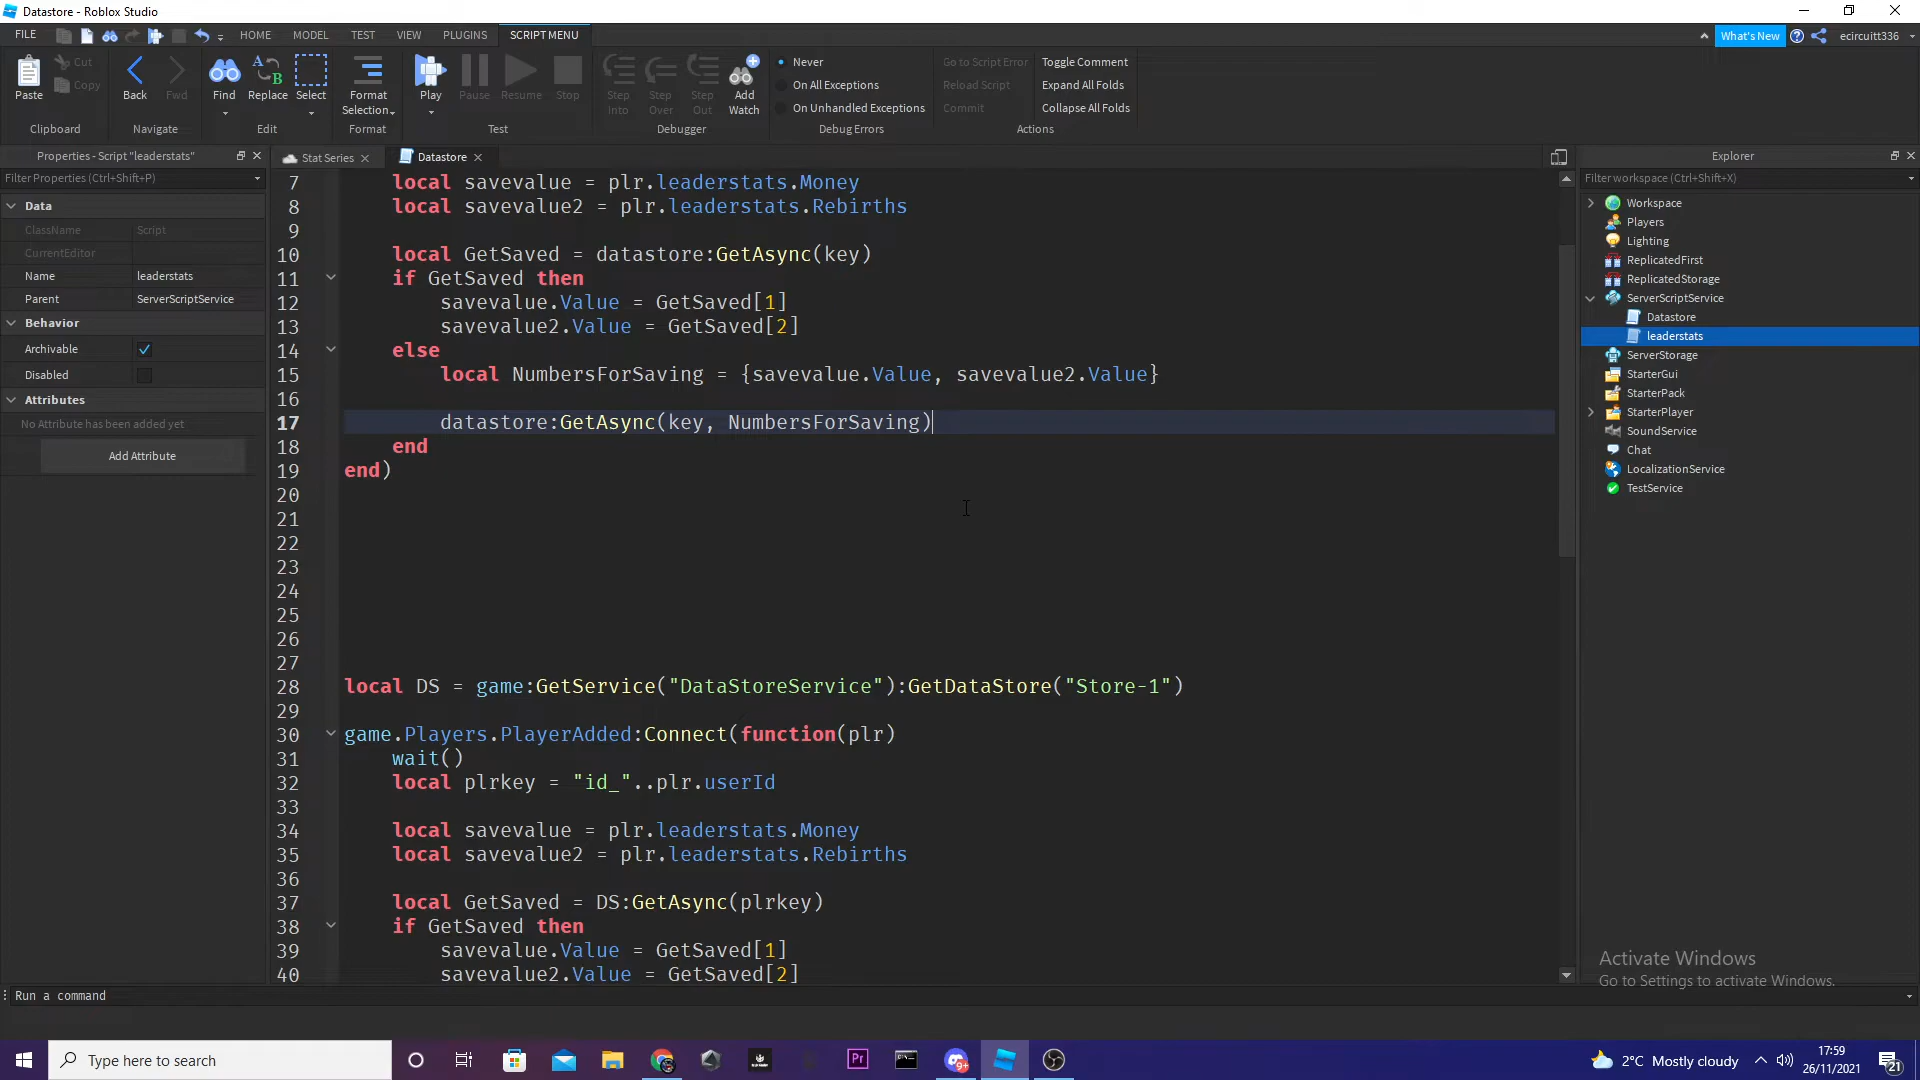 Datastore - Roblox Studio
FILE
HOME
MODEL
TEST
VIEW
PLUGINS
SCRIPT MENU
What's New
ecircuitt336
Paste
Cut
Copy
Clipboard
Back
Fwd
Navigate
Find
Replace
Select
Edit
Format
Selection
Format
Play
Pause
Resume
Stop
Test
Step
Into
Step
Over
Step
Out
Add
Watch
Debugger
Never
On All Exceptions
On Unhandled Exceptions
Debug Errors
Go to Script Error
Reload Script
Commit
Toggle Comment
Expand All Folds
Collapse All Folds
Actions
Properties - Script "leaderstats"
Filter Properties (Ctrl+Shift+P)
Data
ClassName Script
CurrentEditor
Name leaderstats
Parent ServerScriptService
Behavior
Archivable
Disabled
Attributes
No Attribute has been added yet
Add Attribute
Stat Series
Datastore
7 local savevalue = plr.leaderstats.Money
8 local savevalue2 = plr.leaderstats.Rebirths
9
10 local GetSaved = datastore:GetAsync(key)
11 if GetSaved then
12 savevalue.Value = GetSaved[1]
13 savevalue2.Value = GetSaved[2]
14 else
15 local NumbersForSaving = {savevalue.Value, savevalue2.Value}
16
17 datastore:GetAsync(key, NumbersForSaving)
18 end
19 end)
20
21
22
23
24
25
26
27
28 local DS = game:GetService("DataStoreService"):GetDataStore("Store-1")
29
30 game.Players.PlayerAdded:Connect(function(plr)
31 wait()
32 local plrkey = "id_"..plr.userId
33
34 local savevalue = plr.leaderstats.Money
35 local savevalue2 = plr.leaderstats.Rebirths
36
37 local GetSaved = DS:GetAsync(plrkey)
38 if GetSaved then
39 savevalue.Value = GetSaved[1]
40 savevalue2.Value = GetSaved[2]
Explorer
Filter workspace (Ctrl+Shift+X)
Workspace
Players
Lighting
ReplicatedFirst
ReplicatedStorage
ServerScriptService
Datastore
leaderstats
ServerStorage
StarterGui
StarterPack
StarterPlayer
SoundService
Chat
LocalizationService
TestService
Activate Windows
Go to Settings to activate Windows.
Run a command
Type here to search
Pr
9+
2°C Mostly cloudy
17:59
26/11/2021
21